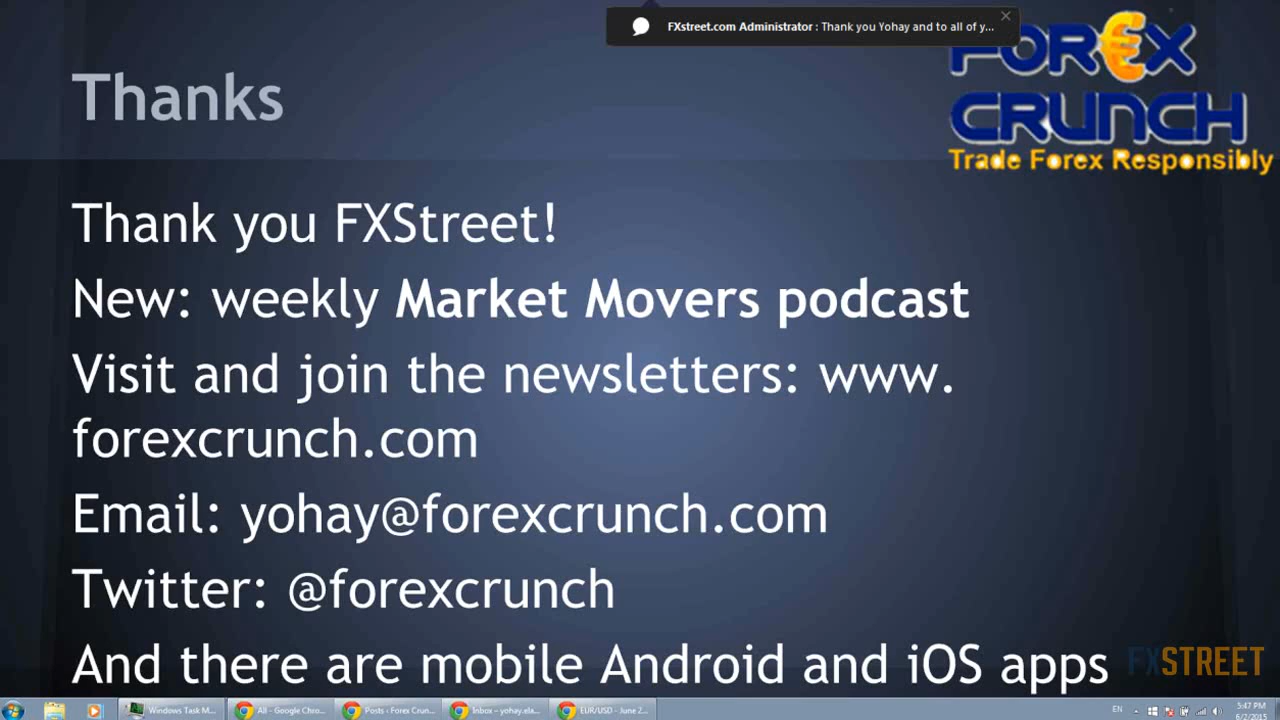 FXstreet.com Administrator : Thank you Yohay and to all of y...
FOREX
CRUNCH
Trade Forex Responsibly
Thanks
Thank you FXStreet!
New: weekly Market Movers podcast
Visit and join the newsletters: www.
forexcrunch.com
Email: yohay@forexcrunch.com
Twitter: @forexcrunch
And there are mobile Android and iOS apps
FXSTREET
Windows Task M...
All - Google Chro...
Posts ‹ Forex Crun...
Inbox – yohay.ela...
EUR/USD - June 2...
EN
5:47 PM
6/2/2015